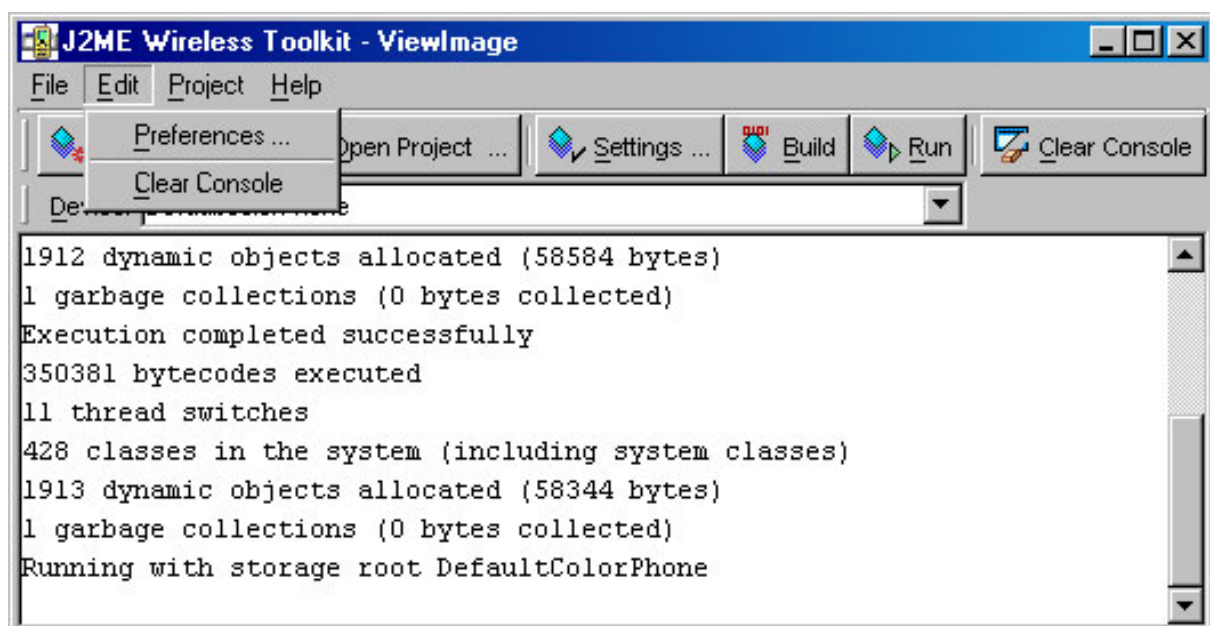 J2ME Wireless Toolkit - ViewImage
File Edit Project Help
Preferences ...
Clear Console
Open Project ... Settings ... Build Run Clear Console
1912 dynamic objects allocated (58584 bytes)
1 garbage collections (0 bytes collected)
Execution completed successfully
350381 bytecodes executed
11 thread switches
428 classes in the system (including system classes)
1913 dynamic objects allocated (58344 bytes)
1 garbage collections (0 bytes collected)
Running with storage root DefaultColorPhone